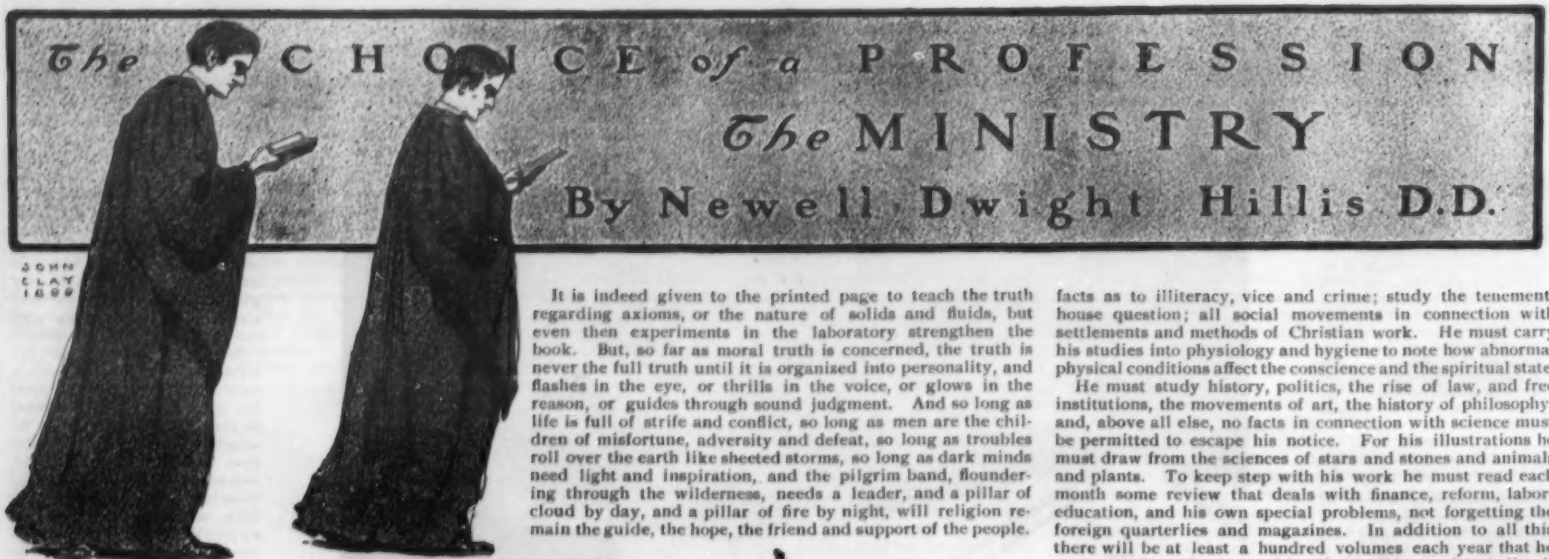 The CHOICE of a PROFESSION
The MINISTRY
By Newell Dwight Hillis D.D.
JOHN
CLAY
1899
It is indeed given to the printed page to teach the truth
regarding axioms, or the nature of solids and fluids, but
even then experiments in the laboratory strengthen the
book. But, so far as moral truth is concerned, the truth is
never the full truth until it is organized into personality, and
flashes in the eye, or thrills in the voice, or glows in the
reason, or guides through sound judgment. And so long as
life is full of strife and conflict, so long as men are the chil-
dren of misfortune, adversity and defeat, so long as troubles
roll over the earth like sheeted storms, so long as dark minds
need light and inspiration, and the pilgrim band, flounder-
ing through the wilderness, needs a leader, and a pillar of
cloud by day, and a pillar of fire by night, will religion re-
main the guide, the hope, the friend and support of the people.
facts as to illiteracy, vice and crime; study the tenement
house question; all social movements in connection with
settlements and methods of Christian work. He must carry
his studies into physiology and hygiene to note how abnormal
physical conditions affect the conscience and the spiritual state.
He must study history, politics, the rise of law, and free
institutions, the movements of art, the history of philosophy
and, above all else, no facts in connection with science must
be permitted to escape his notice. For his illustrations he
must draw from the sciences of stars and stones and animals
and plants. To keep step with his work he must read each
month some review that deals with finance, reform, labor
education, and his own special problems, not forgetting the
foreign quarterlies and magazines. In addition to all this
there will be at least a hundred volumes each year that he